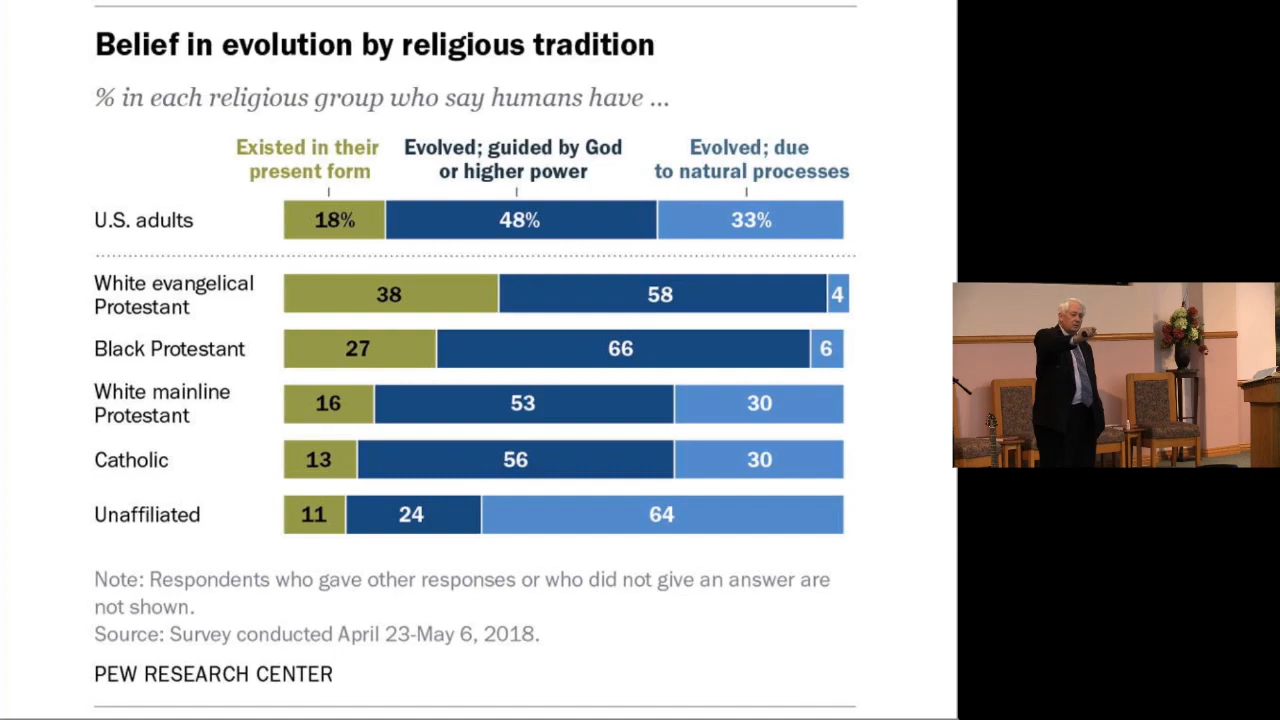 Belief in evolution by religious tradition
% in each religious group who say humans have ...
Existed in their present form
Evolved; guided by God or higher power
Evolved; due to natural processes
U.S. adults 18% 48% 33%
White evangelical Protestant 38 58 4
Black Protestant 27 66 6
White mainline Protestant 16 53 30
Catholic 13 56 30
Unaffiliated 11 24 64
Note: Respondents who gave other responses or who did not give an answer are
not shown.
Source: Survey conducted April 23-May 6, 2018.
PEW RESEARCH CENTER